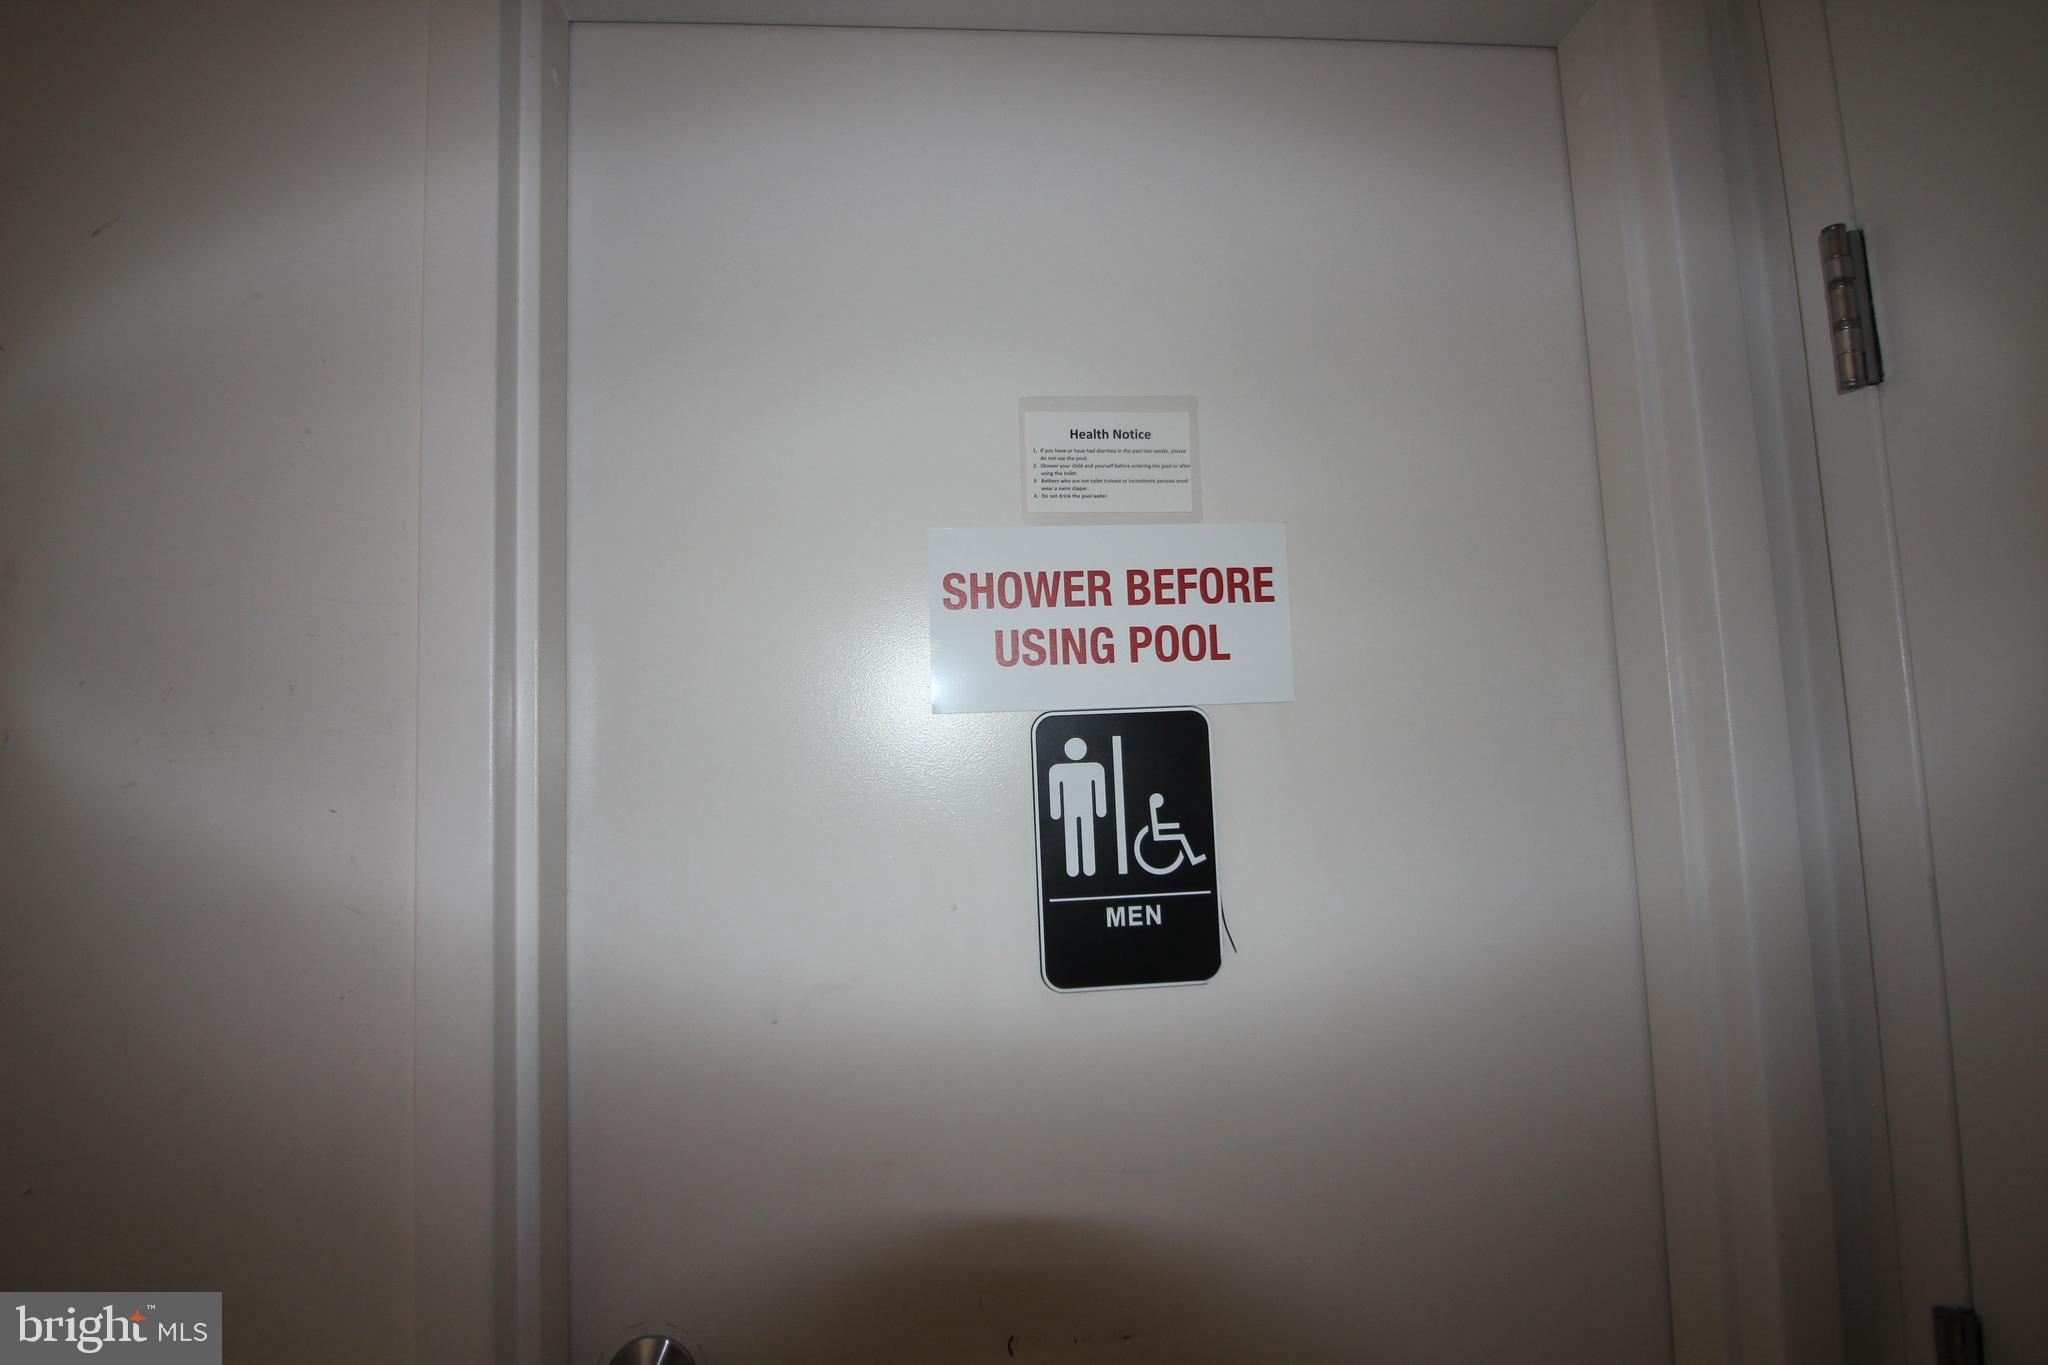 Health Notice
1. If you have or have had diarrhea in the past two weeks, please
do not use the pool.
2. Shower your child and yourself before entering the pool or after
using the toilet.
3. Bathers who are not toilet trained or incontinent persons must
wear a swim diaper.
4. Do not drink the pool water.
SHOWER BEFORE
USING POOL
MEN
bright™ MLS